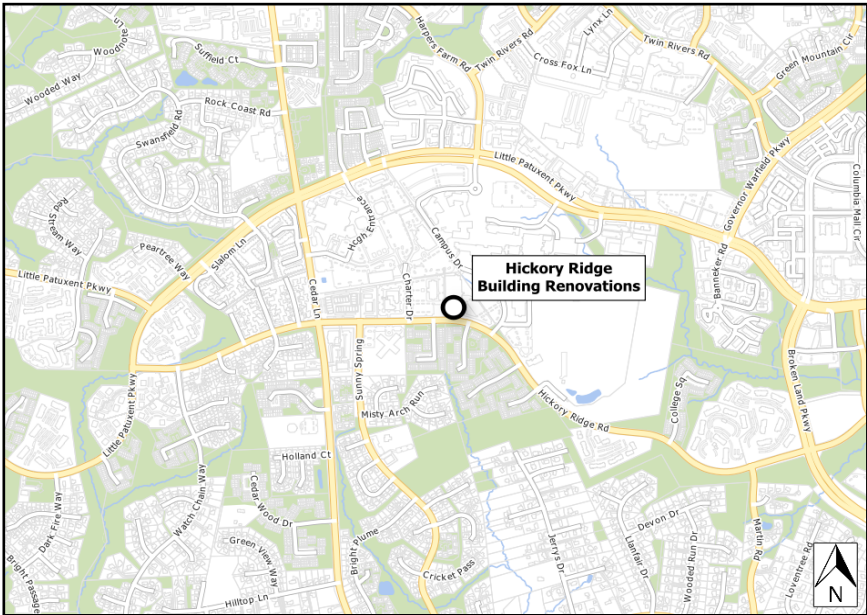 Ln
Woodnote
Wooded Way
Suffield Ct
Harpers Farm Rd
Twin Rivers Rd
Lynx Ln
Cross Fox Ln
Twin Rivers Rd
Green Mountain Cir
Rock Coast Rd
Swansfield Rd
Little Patuxent Pkwy
Governor Warfield Pkwy
Columbia Mall Cir
Red Stream Way
Hcgh Entrance
Campus Dr
Peartree Way
Slalom Ln
Little Patuxent Pkwy
Cedar Ln
Charter Dr
Hickory Ridge
Building Renovations
Banneker Rd
Sunny Spring
Broken Land Pkwy
Little Patuxent Pkwy
Misty Arch Run
Hickory Ridge Rd
College Sq
Holland Ct
Watch Chain Way
Cedar Wood Dr
Dark Fire Way
Green View Way
Bright Plume
Jerrys Dr
Devon Dr
Llanfair Dr
Wooded Run Dr
Martin Rd
Loventree Rd
Bright Passage
Cricket Pass
Hilltop Ln
N